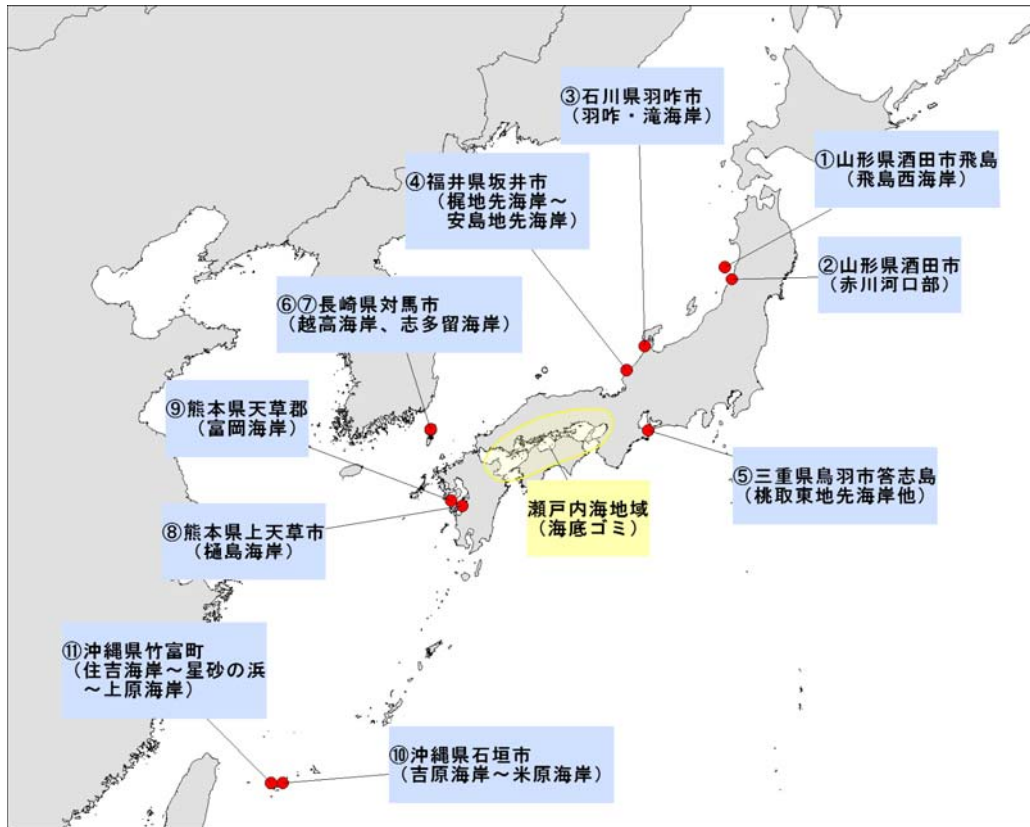 ③石川県羽咋市
(羽咋・滝海岸)
①山形県酒田市飛島
(飛島西海岸)
④福井県坂井市
(梶地先海岸～
安島地先海岸)
②山形県酒田市
(赤川河口部)
⑥⑦長崎県対馬市
(越高海岸、志多留海岸)
⑨熊本県天草郡
(富岡海岸)
⑤三重県鳥羽市答志島
(桃取東地先海岸他)
瀬戸内海地域
(海底ゴミ)
⑧熊本県上天草市
(樋島海岸)
⑪沖縄県竹富町
(住吉海岸～星砂の浜
～上原海岸)
⑩沖縄県石垣市
(吉原海岸～米原海岸)